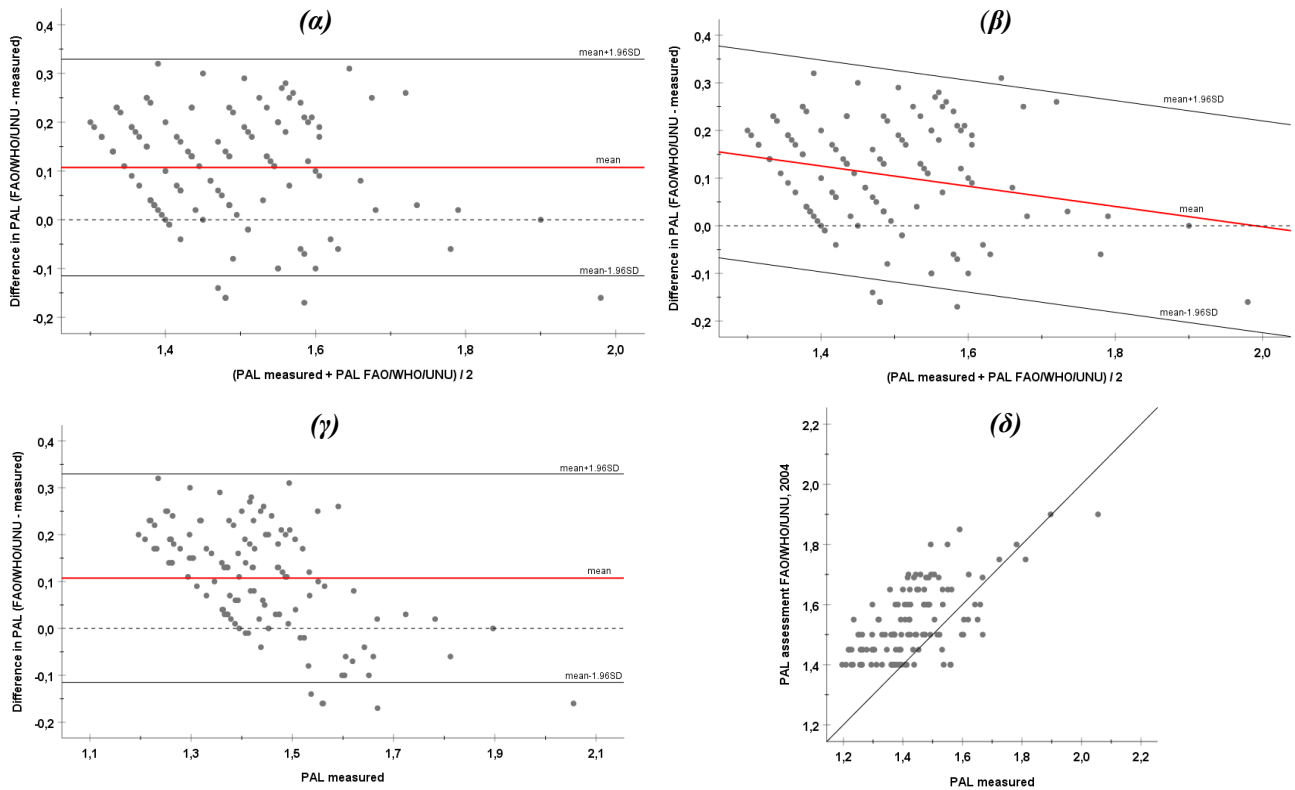 (α)
Difference in PAL (FAO/WHO/UNU - measured)
0,4
0,3
0,2
0,1
0,0
-0,1
-0,2
mean+1.96SD
mean
mean-1.96SD
1,4
1,6
1,8
2,0
(PAL measured + PAL FAO/WHO/UNU) / 2
(β)
Difference in PAL (FAO/WHO/UNU - measured)
0,4
0,3
0,2
0,1
0,0
-0,1
-0,2
mean+1.96SD
mean
mean-1.96SD
1,4
1,6
1,8
2,0
(PAL measured + PAL FAO/WHO/UNU) / 2
(γ)
Difference in PAL (FAO/WHO/UNU - measured)
0,4
0,3
0,2
0,1
0,0
-0,1
-0,2
mean+1.96SD
mean
mean-1.96SD
1,1
1,3
1,5
1,7
1,9
2,1
PAL measured
(δ)
PAL assessment FAO/WHO/UNU, 2004
2,2
2,0
1,8
1,6
1,4
1,2
1,2
1,4
1,6
1,8
2,0
2,2
PAL measured